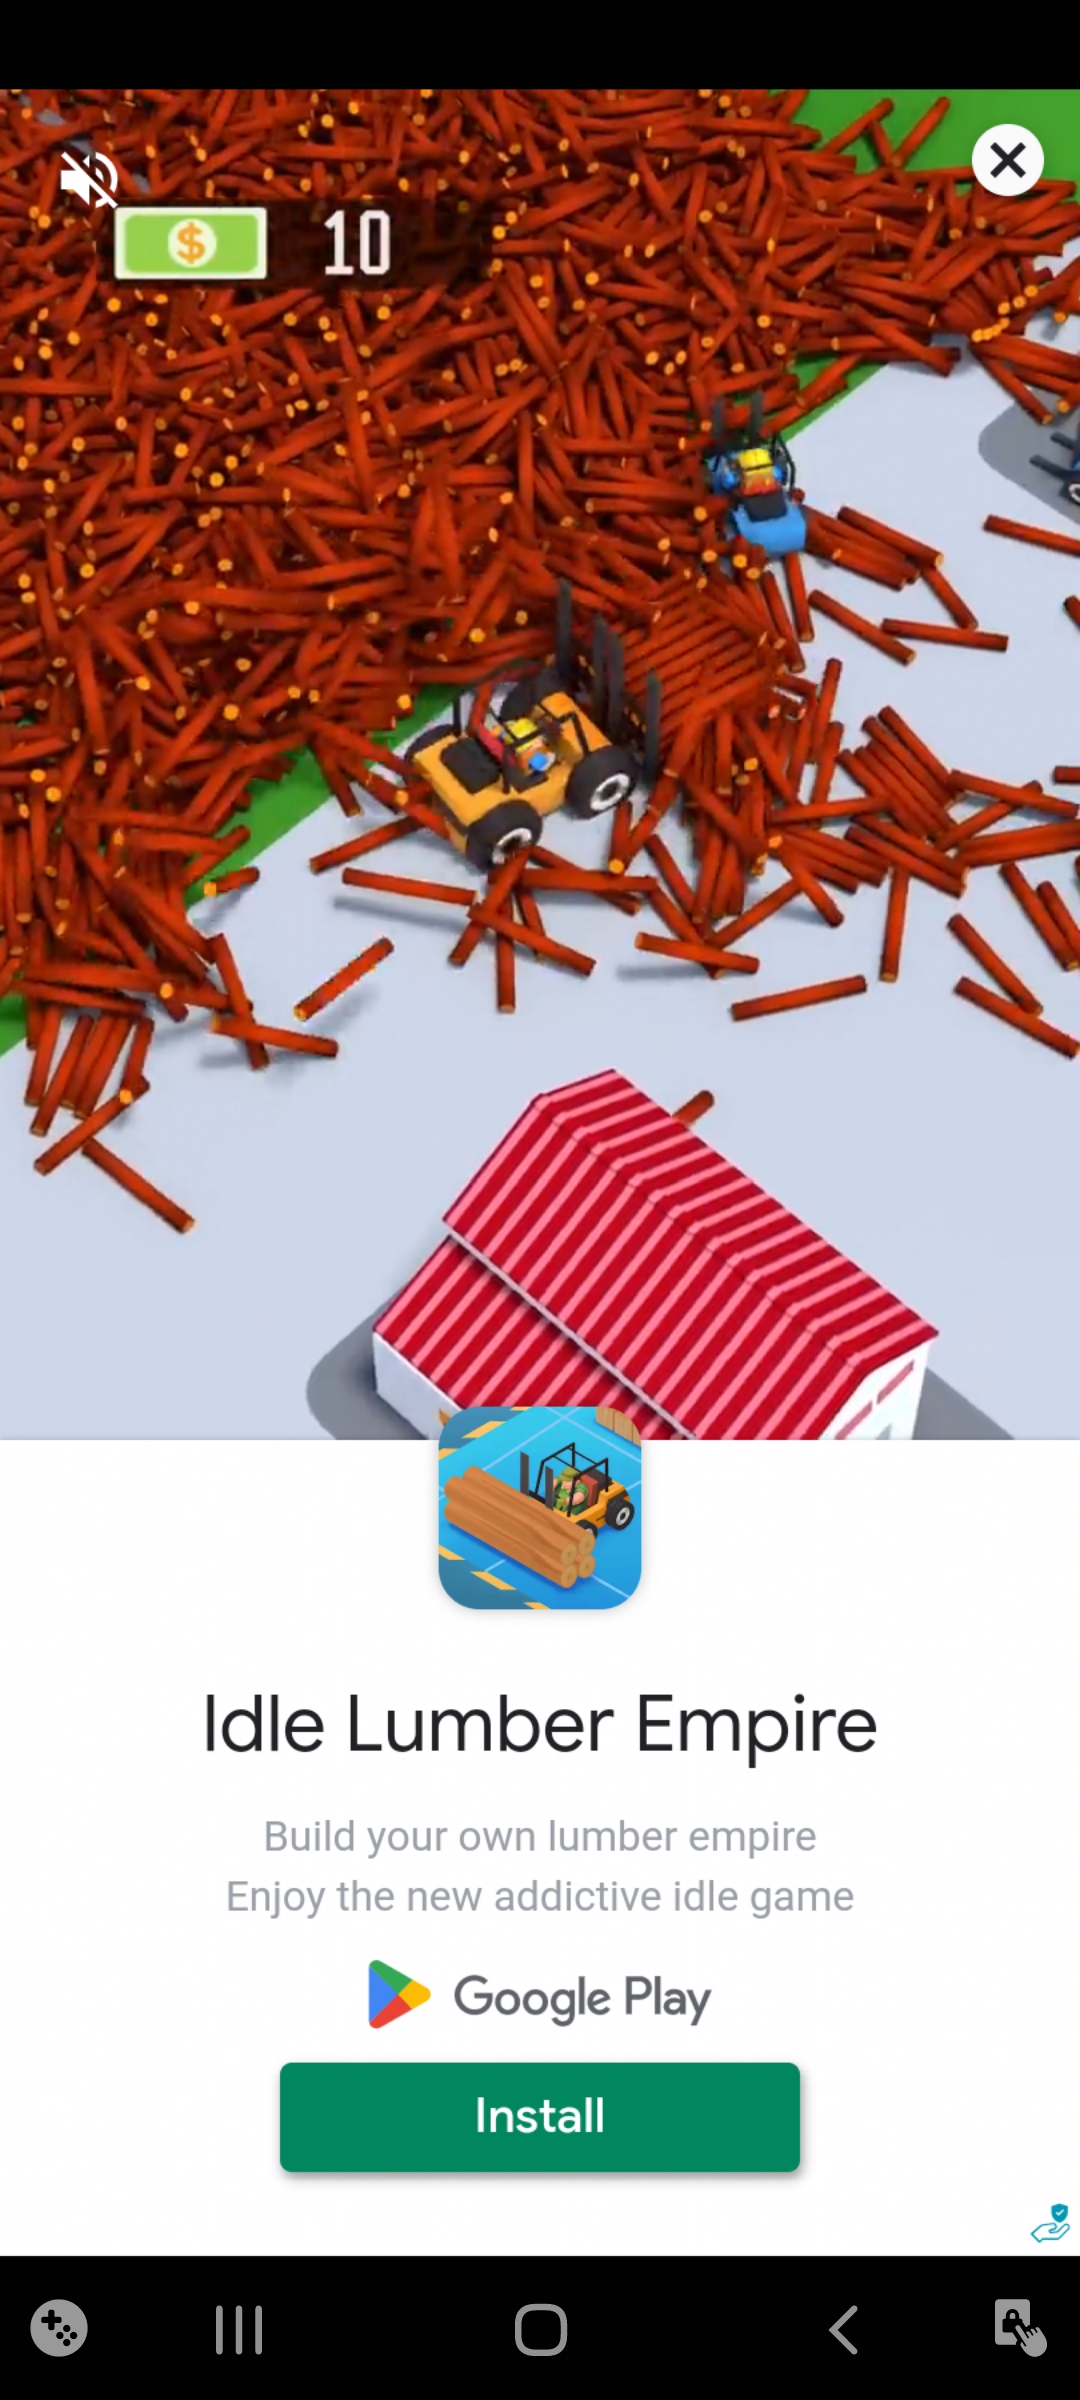 $ 10
Idle Lumber Empire
Build your own lumber empire
Enjoy the new addictive idle game
Google Play
Install